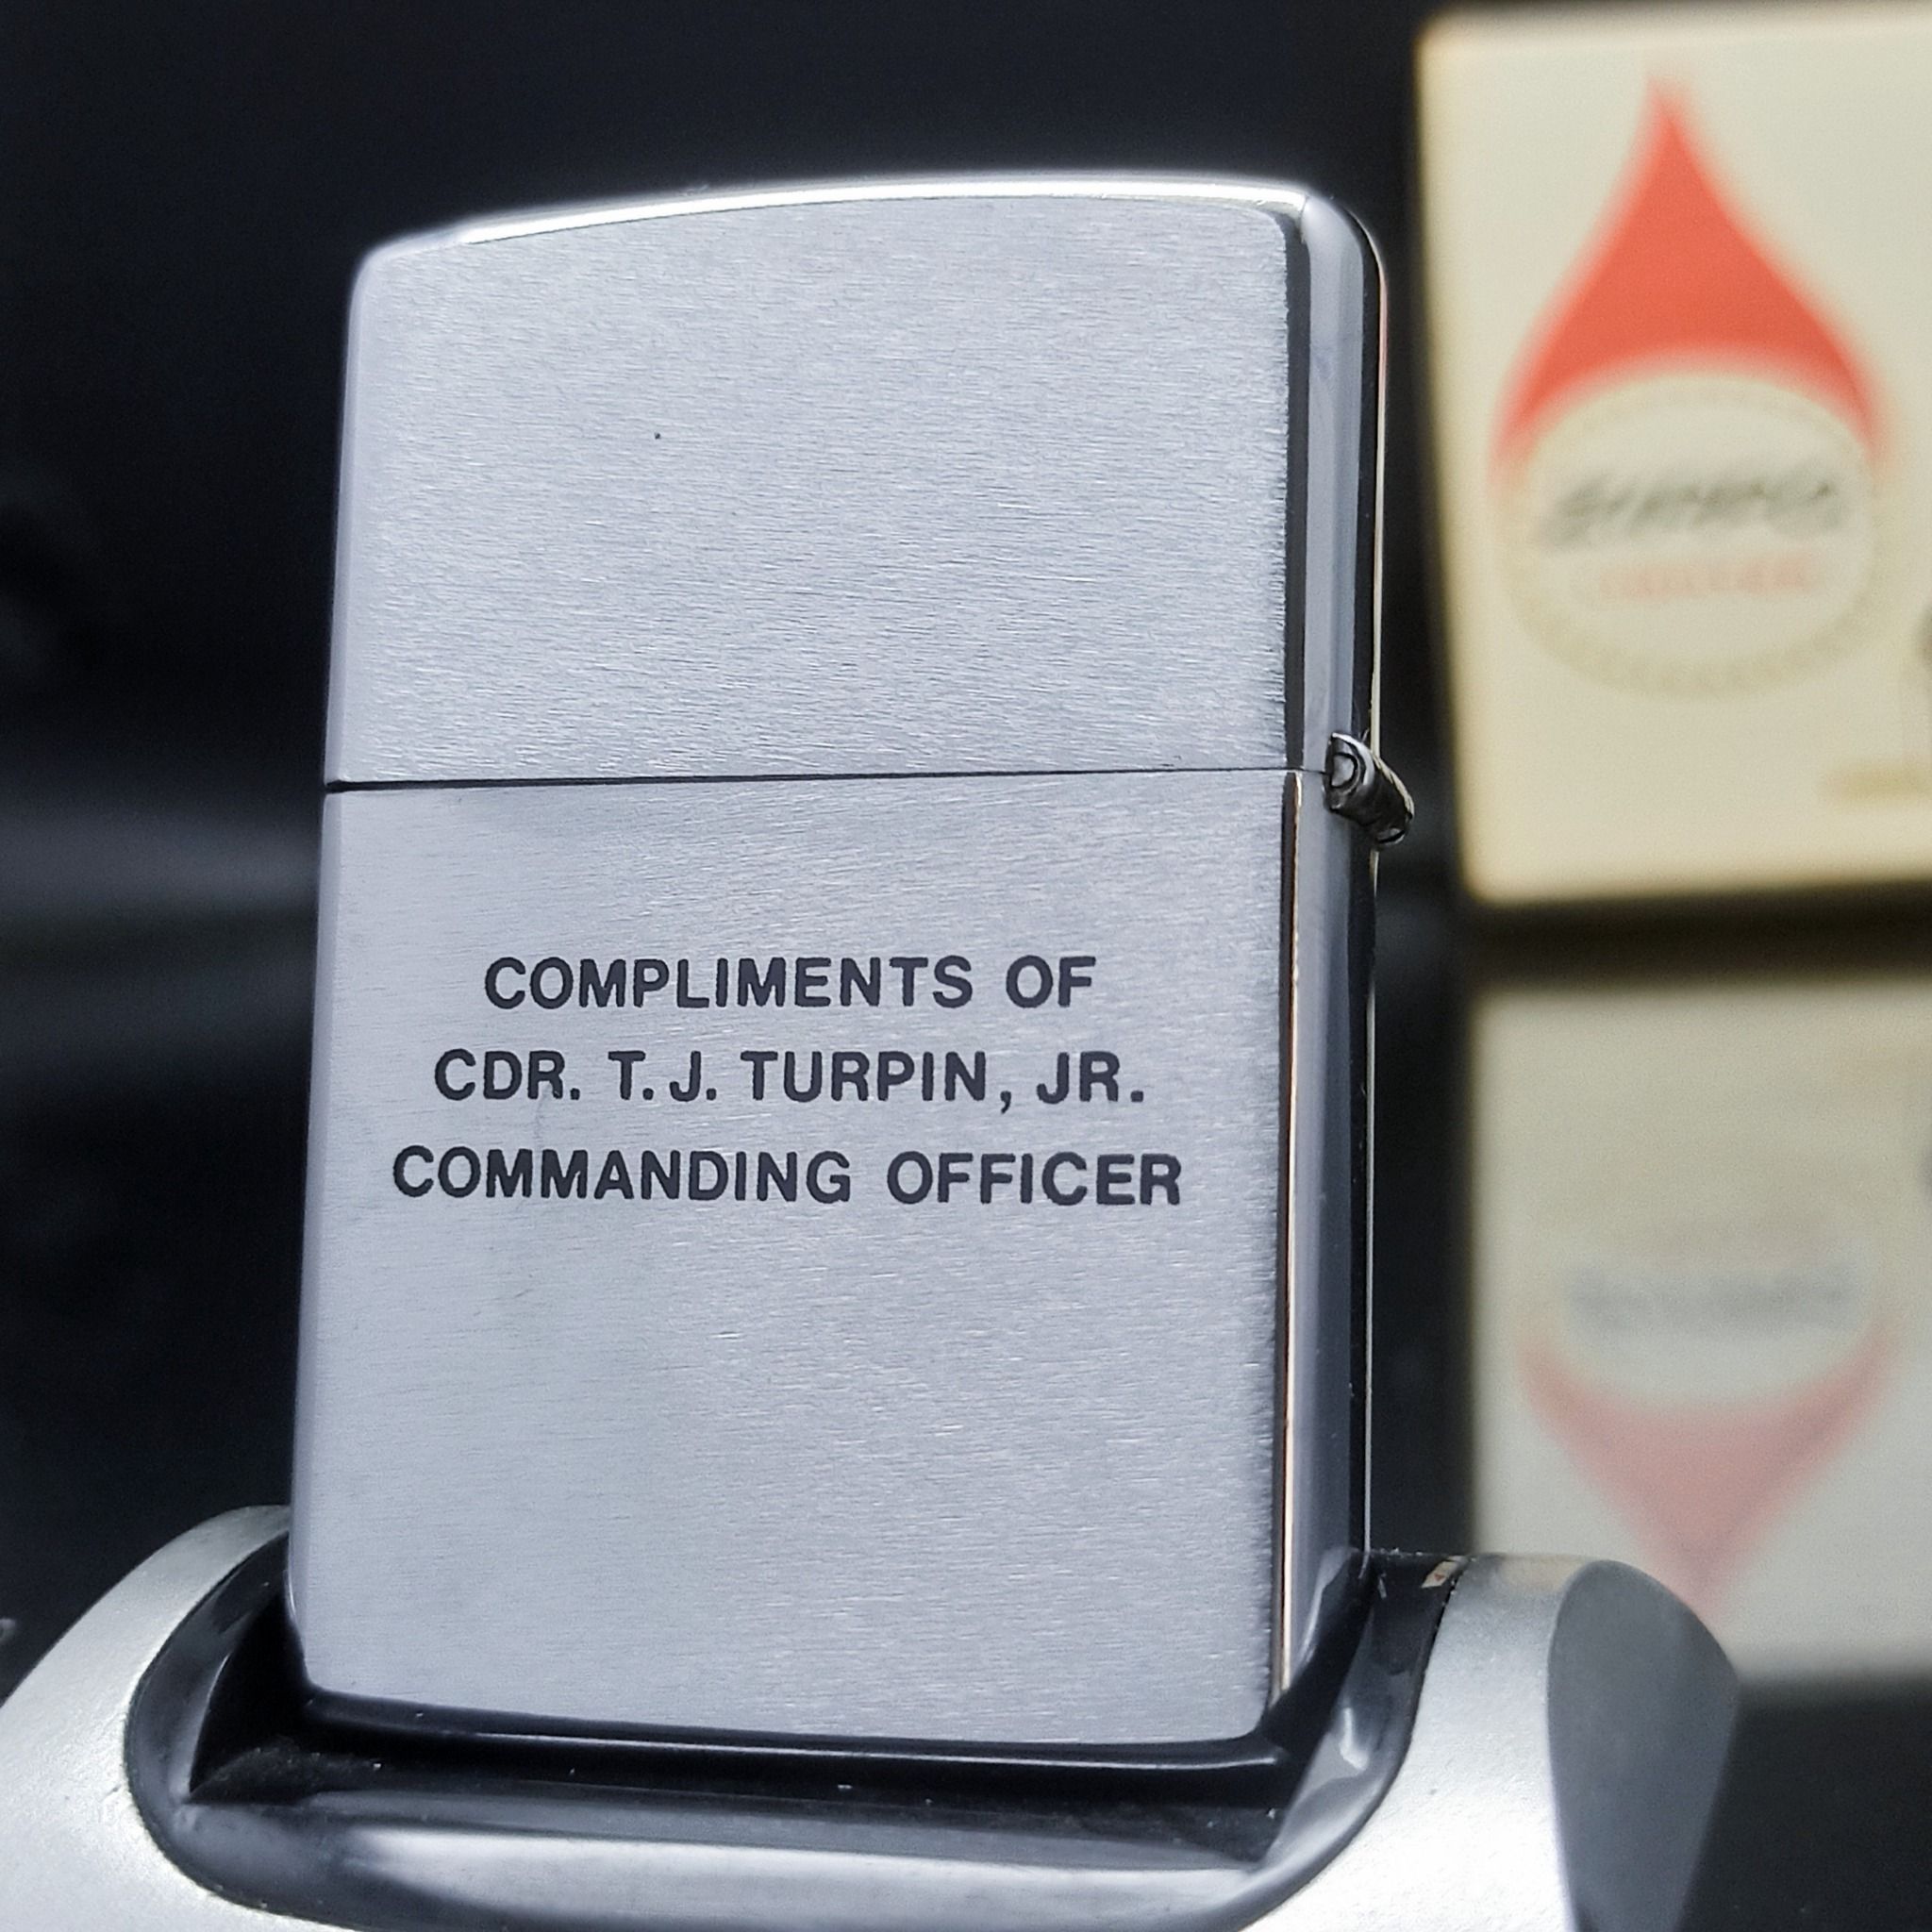 COMPLIMENTS OF
CDR. T.J. TURPIN, JR.
COMMANDING OFFICER